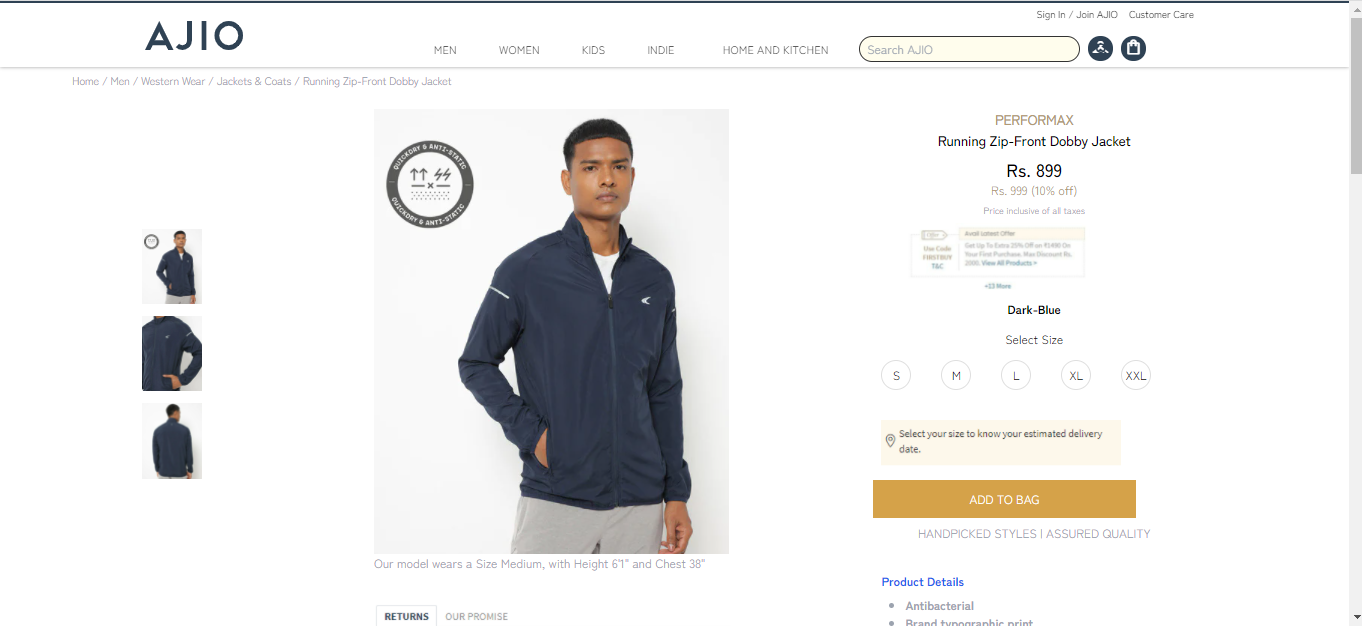 Sign In / Join AJIO Customer Care
AJIO
MEN WOMEN KIDS INDIE HOME AND KITCHEN
Search AJIO
Home / Men / Western Wear / Jackets & Coats / Running Zip-Front Dobby Jacket
QUICKDRY & ANTI-STATIC
QUICKDRY & ANTI-STATIC
PERFORMAX
Running Zip-Front Dobby Jacket
Rs. 899
Rs. 999 (10% off)
Price inclusive of all taxes
Offer
Use Code
FIRSTBUY
T&C
Avail Latest Offer
Get Up To Extra 25% Off on ₹1490 On
Your First Purchase. Max Discount Rs.
2000. View All Products >
+23 More
Dark-Blue
Select Size
S M L XL XXL
Select your size to know your estimated delivery
date.
ADD TO BAG
HANDPICKED STYLES | ASSURED QUALITY
Our model wears a Size Medium, with Height 6'1" and Chest 38"
RETURNS OUR PROMISE
Product Details
Antibacterial
Brand typographic print